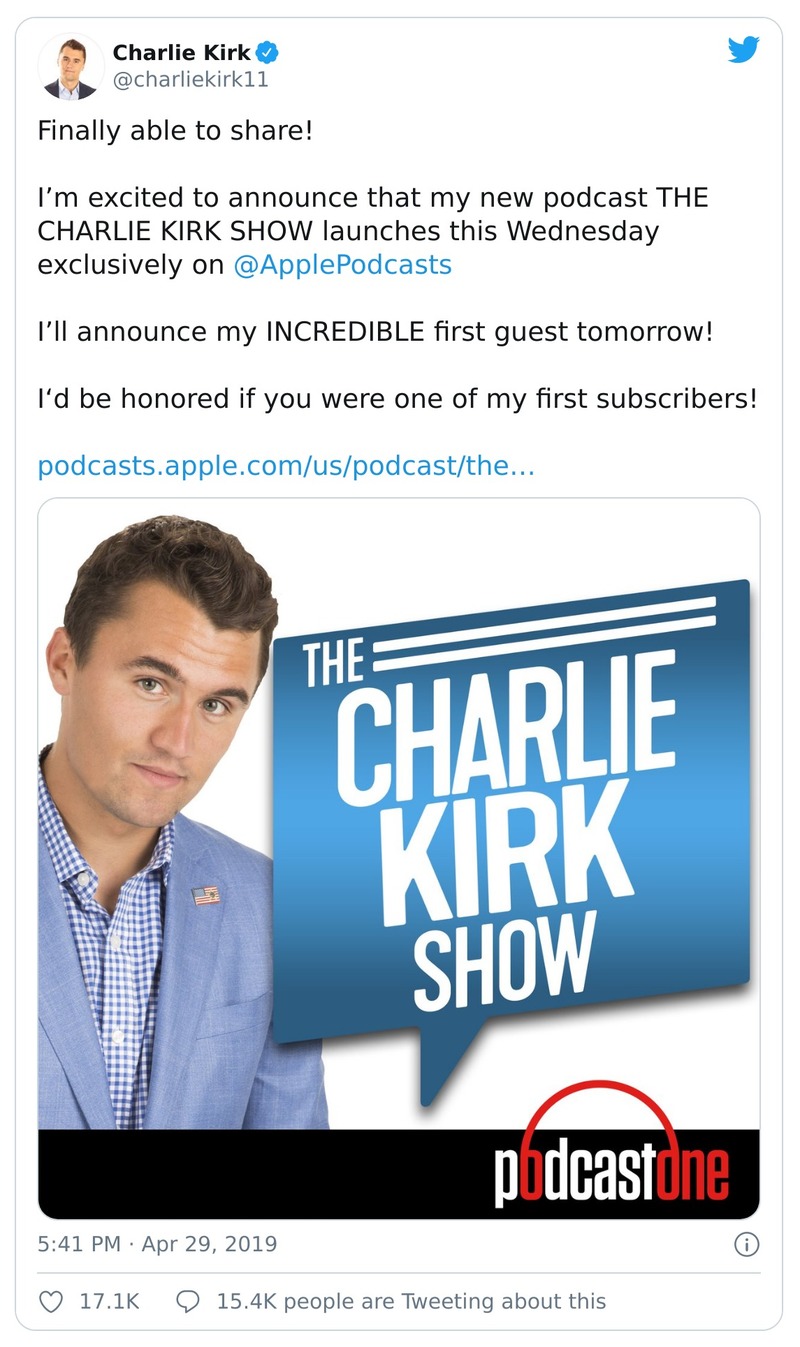 Charlie Kirk
@charliekirk11
Finally able to share!
I’m excited to announce that my new podcast THE
CHARLIE KIRK SHOW launches this Wednesday
exclusively on @ApplePodcasts
I’ll announce my INCREDIBLE first guest tomorrow!
I‘d be honored if you were one of my first subscribers!
podcasts.apple.com/us/podcast/the…
THE
CHARLIE
KIRK
SHOW
podcastone
5:41 PM · Apr 29, 2019
17.1K
15.4K people are Tweeting about this